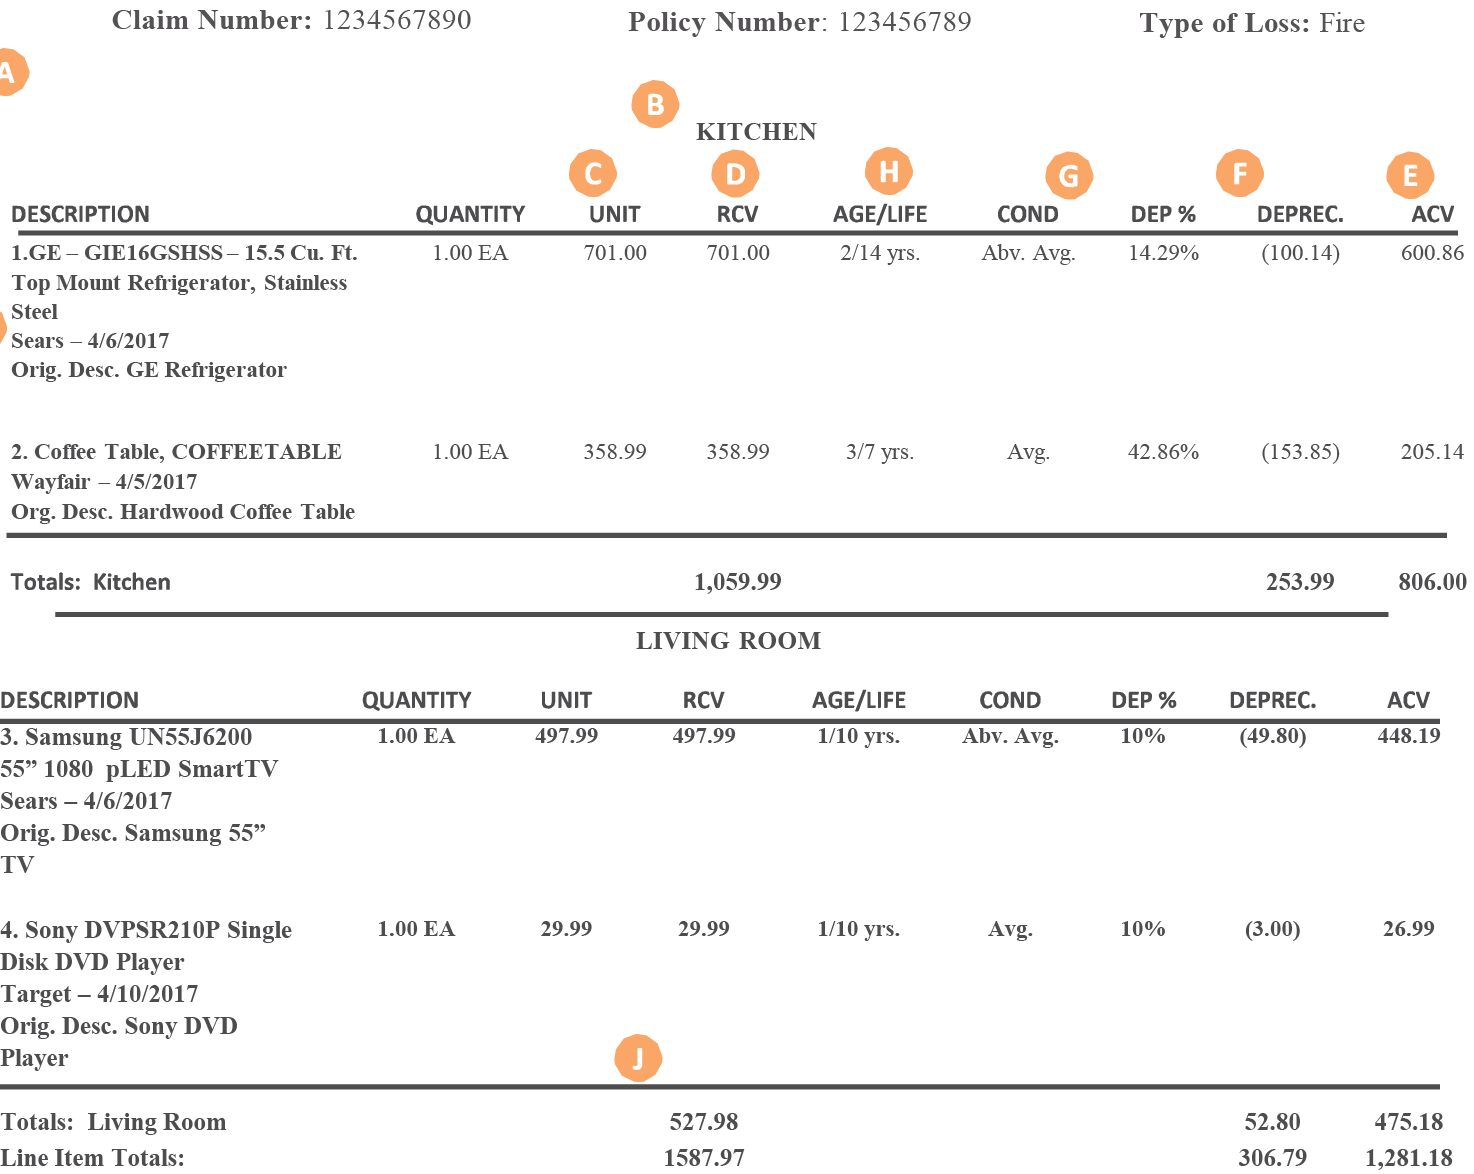 Claim Number: 1234567890 Policy Number: 123456789 Type of Loss: Fire
A
B
KITCHEN
C D H G F E
DESCRIPTION QUANTITY UNIT RCV AGE/LIFE COND DEP % DEPREC. ACV
1.GE – GIE16GSHSS – 15.5 Cu. Ft. 1.00 EA 701.00 701.00 2/14 yrs. Abv. Avg. 14.29% (100.14) 600.86
Top Mount Refrigerator, Stainless
Steel
Sears – 4/6/2017
Orig. Desc. GE Refrigerator
2. Coffee Table, COFFEETABLE 1.00 EA 358.99 358.99 3/7 yrs. Avg. 42.86% (153.85) 205.14
Wayfair – 4/5/2017
Org. Desc. Hardwood Coffee Table
Totals: Kitchen 1,059.99 253.99 806.00
LIVING ROOM
DESCRIPTION QUANTITY UNIT RCV AGE/LIFE COND DEP % DEPREC. ACV
3. Samsung UN55J6200 1.00 EA 497.99 497.99 1/10 yrs. Abv. Avg. 10% (49.80) 448.19
55” 1080 pLED SmartTV
Sears – 4/6/2017
Orig. Desc. Samsung 55”
TV
4. Sony DVPSR210P Single 1.00 EA 29.99 29.99 1/10 yrs. Avg. 10% (3.00) 26.99
Disk DVD Player
Target – 4/10/2017
Orig. Desc. Sony DVD
Player
J
Totals: Living Room 527.98 52.80 475.18
Line Item Totals: 1587.97 306.79 1,281.18